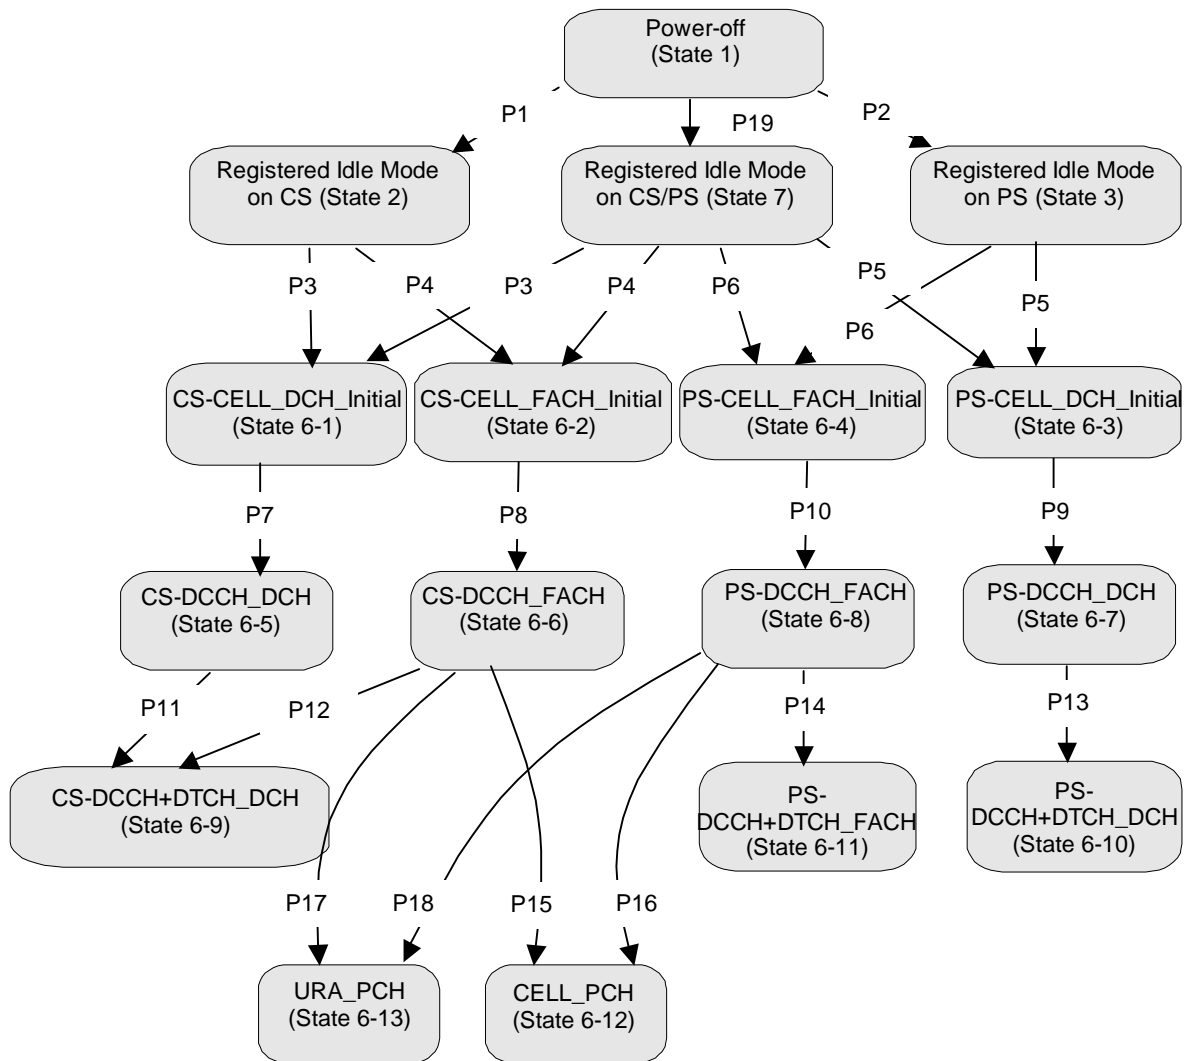 Power-off
(State 1)
P1
P19
P2
Registered Idle Mode
on CS (State 2)
Registered Idle Mode
on CS/PS (State 7)
Registered Idle Mode
on PS (State 3)
P3
P4
P3
P4
P6
P5
P6
P5
CS-CELL_DCH_Initial
(State 6-1)
CS-CELL_FACH_Initial
(State 6-2)
PS-CELL_FACH_Initial
(State 6-4)
PS-CELL_DCH_Initial
(State 6-3)
P7
P8
P10
P9
CS-DCCH_DCH
(State 6-5)
CS-DCCH_FACH
(State 6-6)
PS-DCCH_FACH
(State 6-8)
PS-DCCH_DCH
(State 6-7)
P11
P12
P14
P13
CS-DCCH+DTCH_DCH
(State 6-9)
PS-
DCCH+DTCH_FACH
(State 6-11)
PS-
DCCH+DTCH_DCH
(State 6-10)
P17
P18
P15
P16
URA_PCH
(State 6-13)
CELL_PCH
(State 6-12)